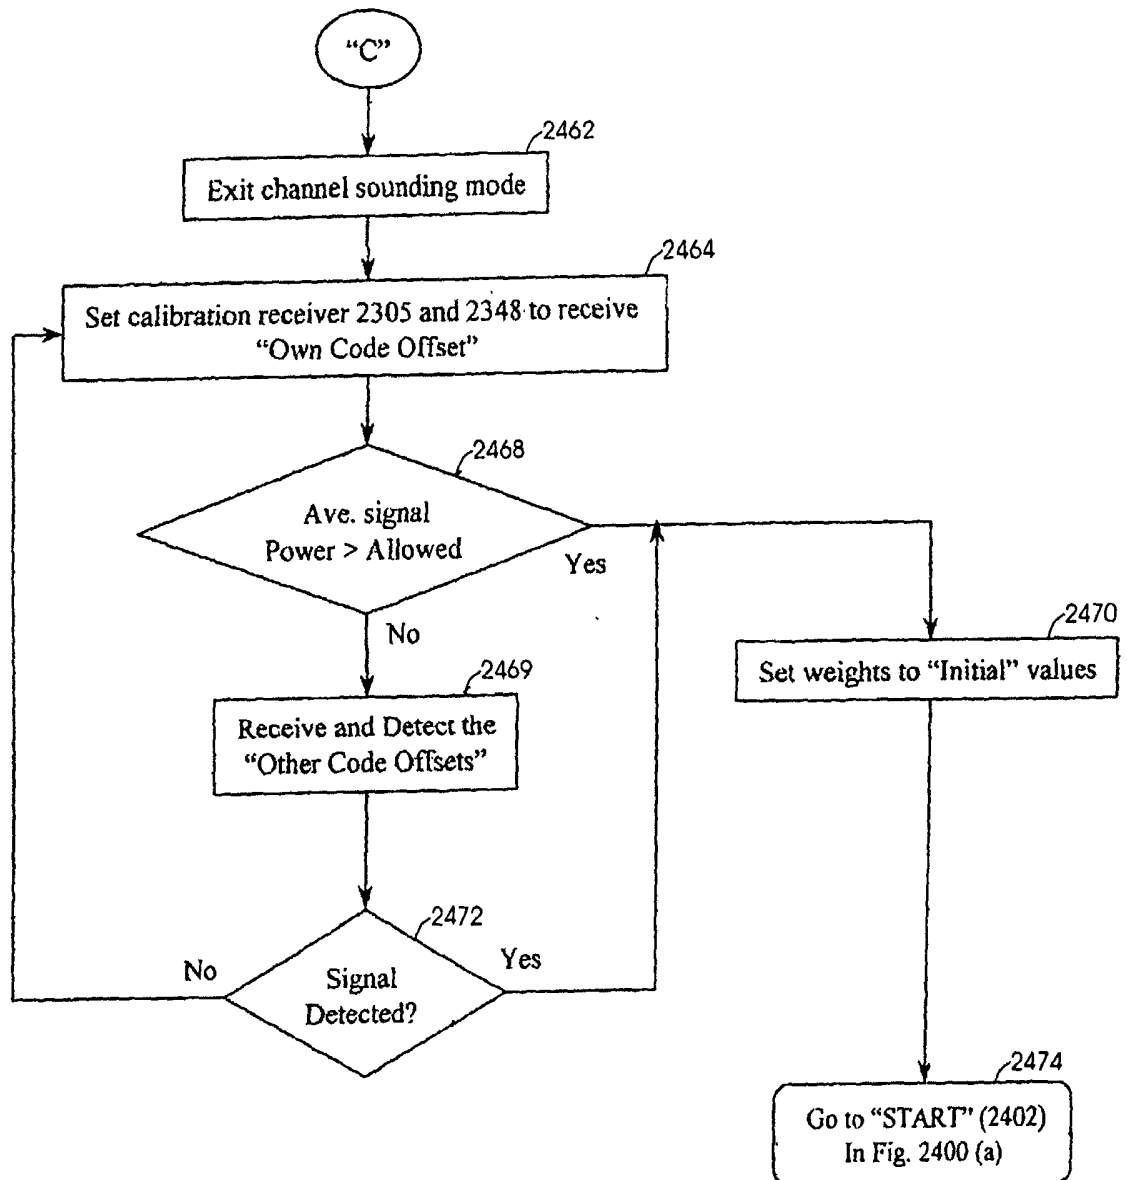 “C”
2462
Exit channel sounding mode
2464
Set calibration receiver 2305 and 2348 to receive
“Own Code Offset”
2468
Ave. signal
Power > Allowed
Yes
No
2470
Set weights to “Initial” values
2469
Receive and Detect the
“Other Code Offsets”
2472
No
Yes
Signal
Detected?
2474
Go to “START” (2402)
In Fig. 2400 (a)